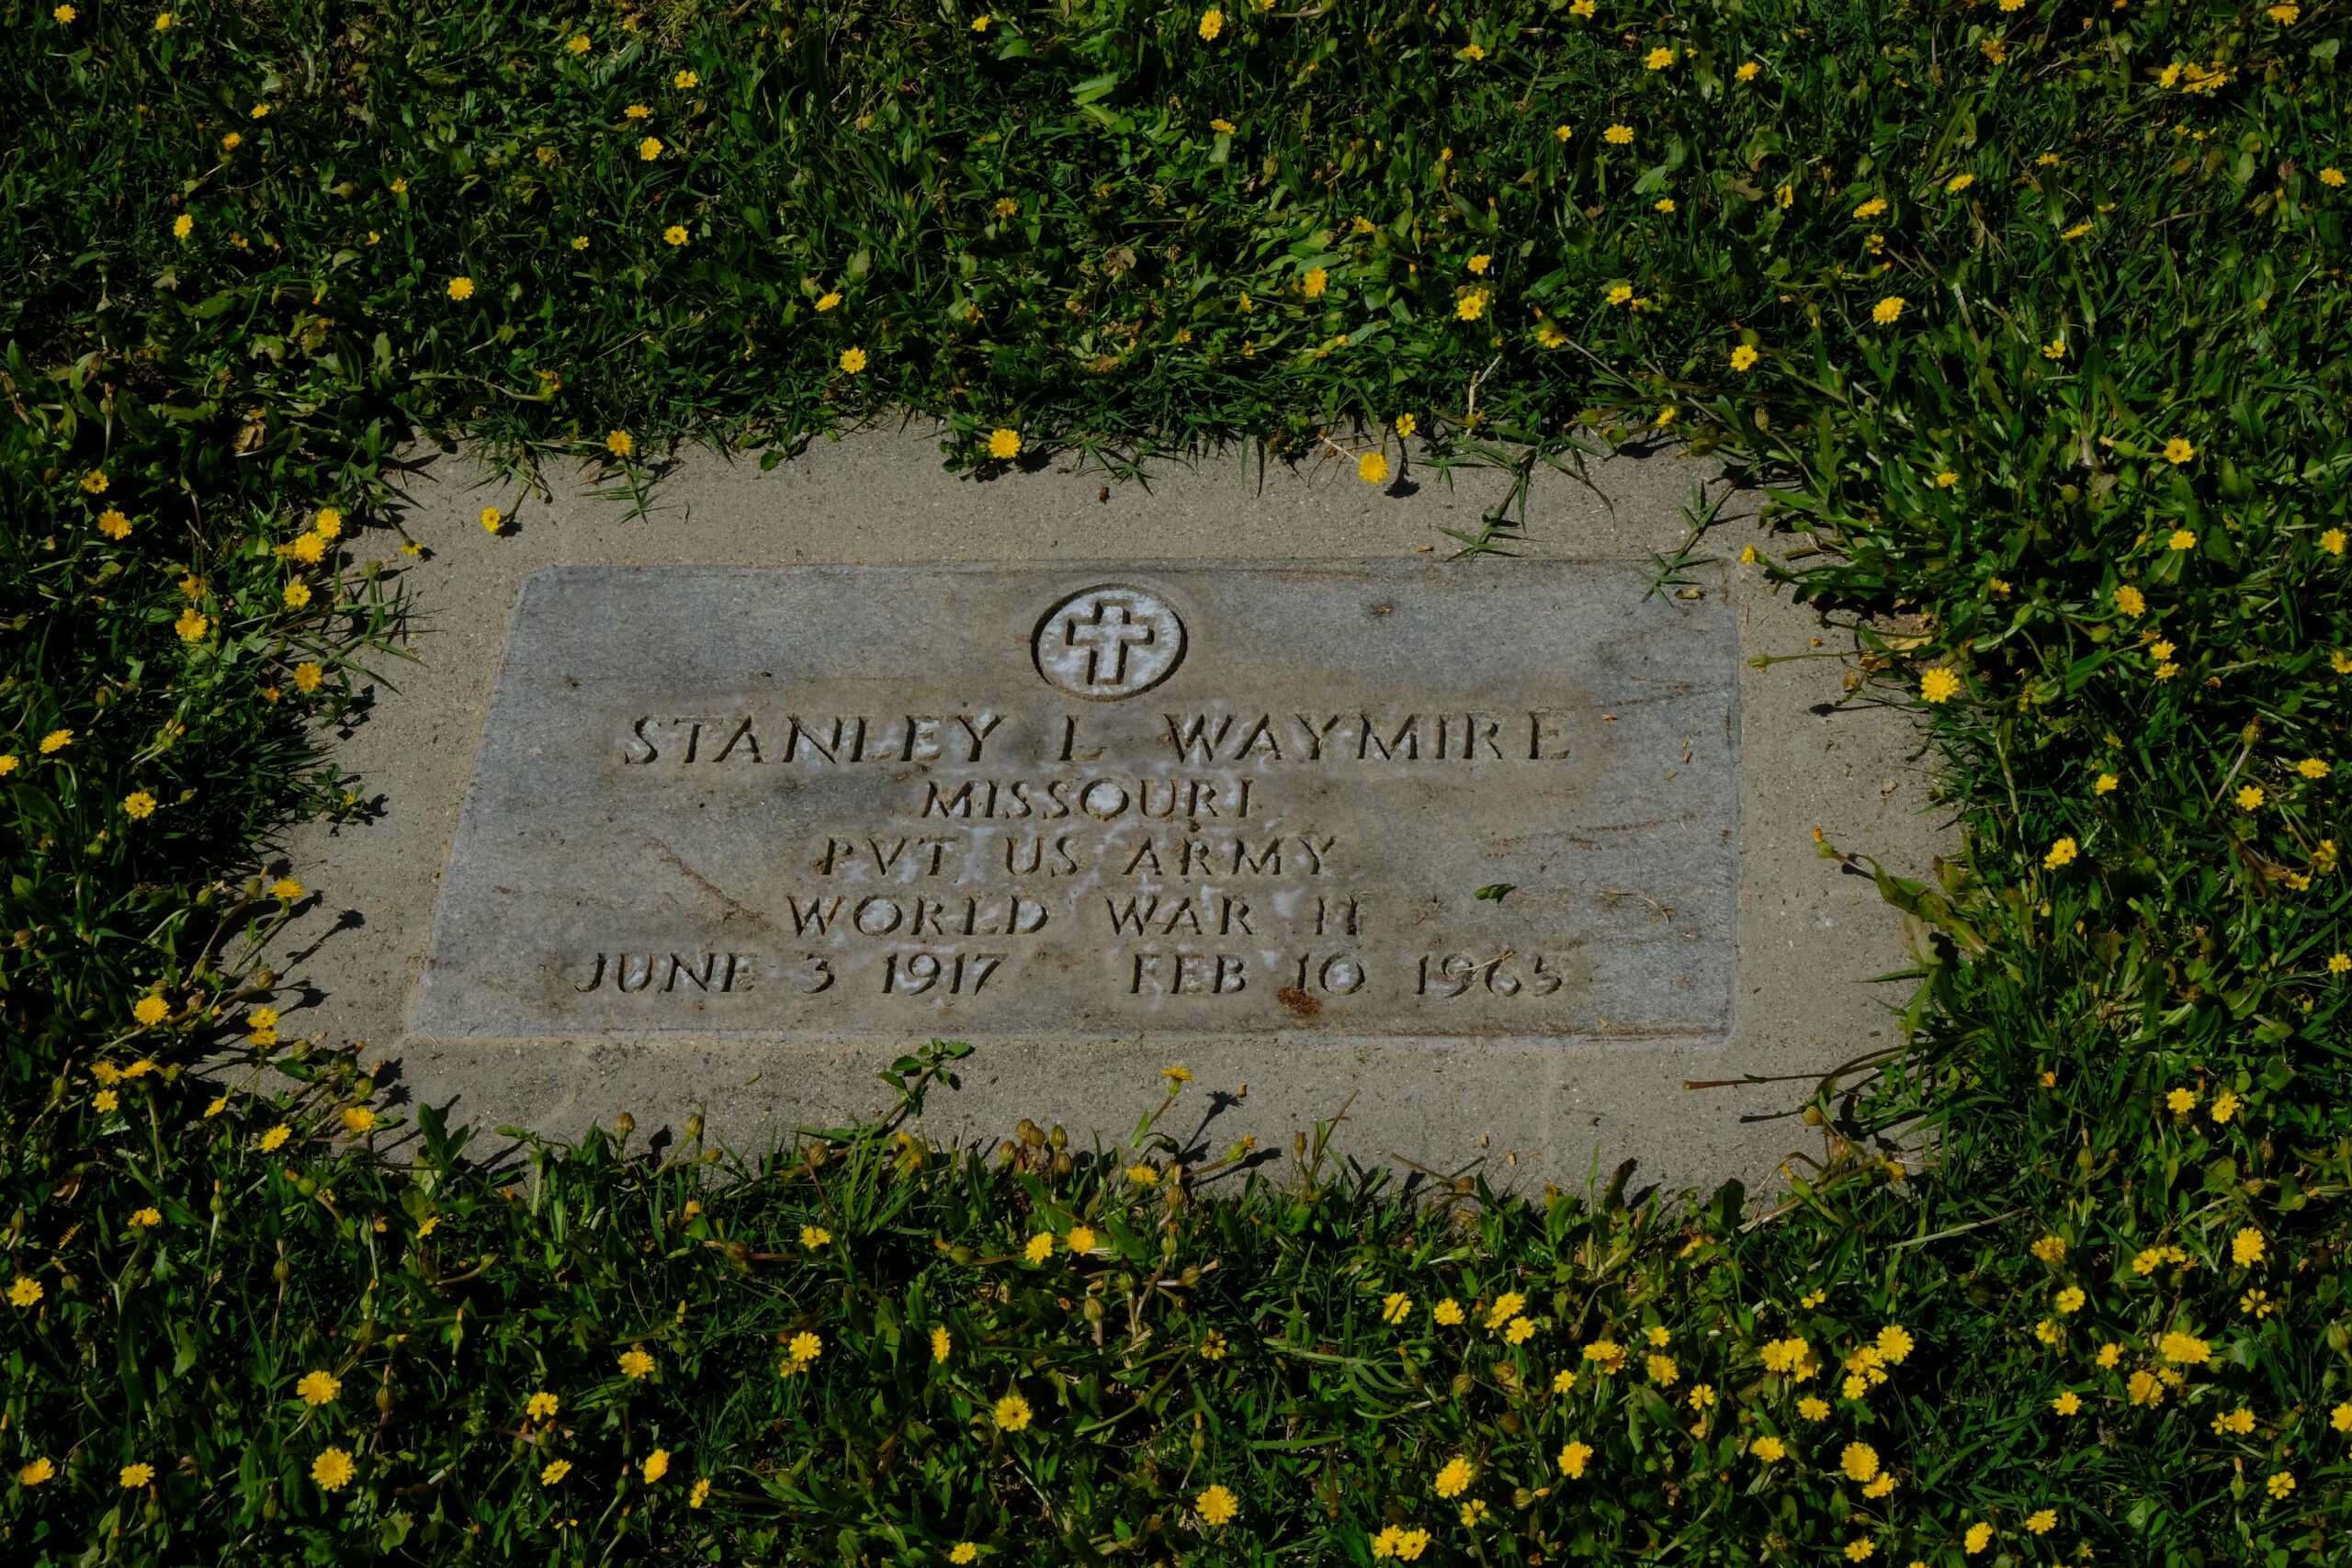 STANLEY L WAYMIRE
MISSOURI
PVT US ARMY
WORLD WAR II
JUNE 3 1917 FEB 10 1965